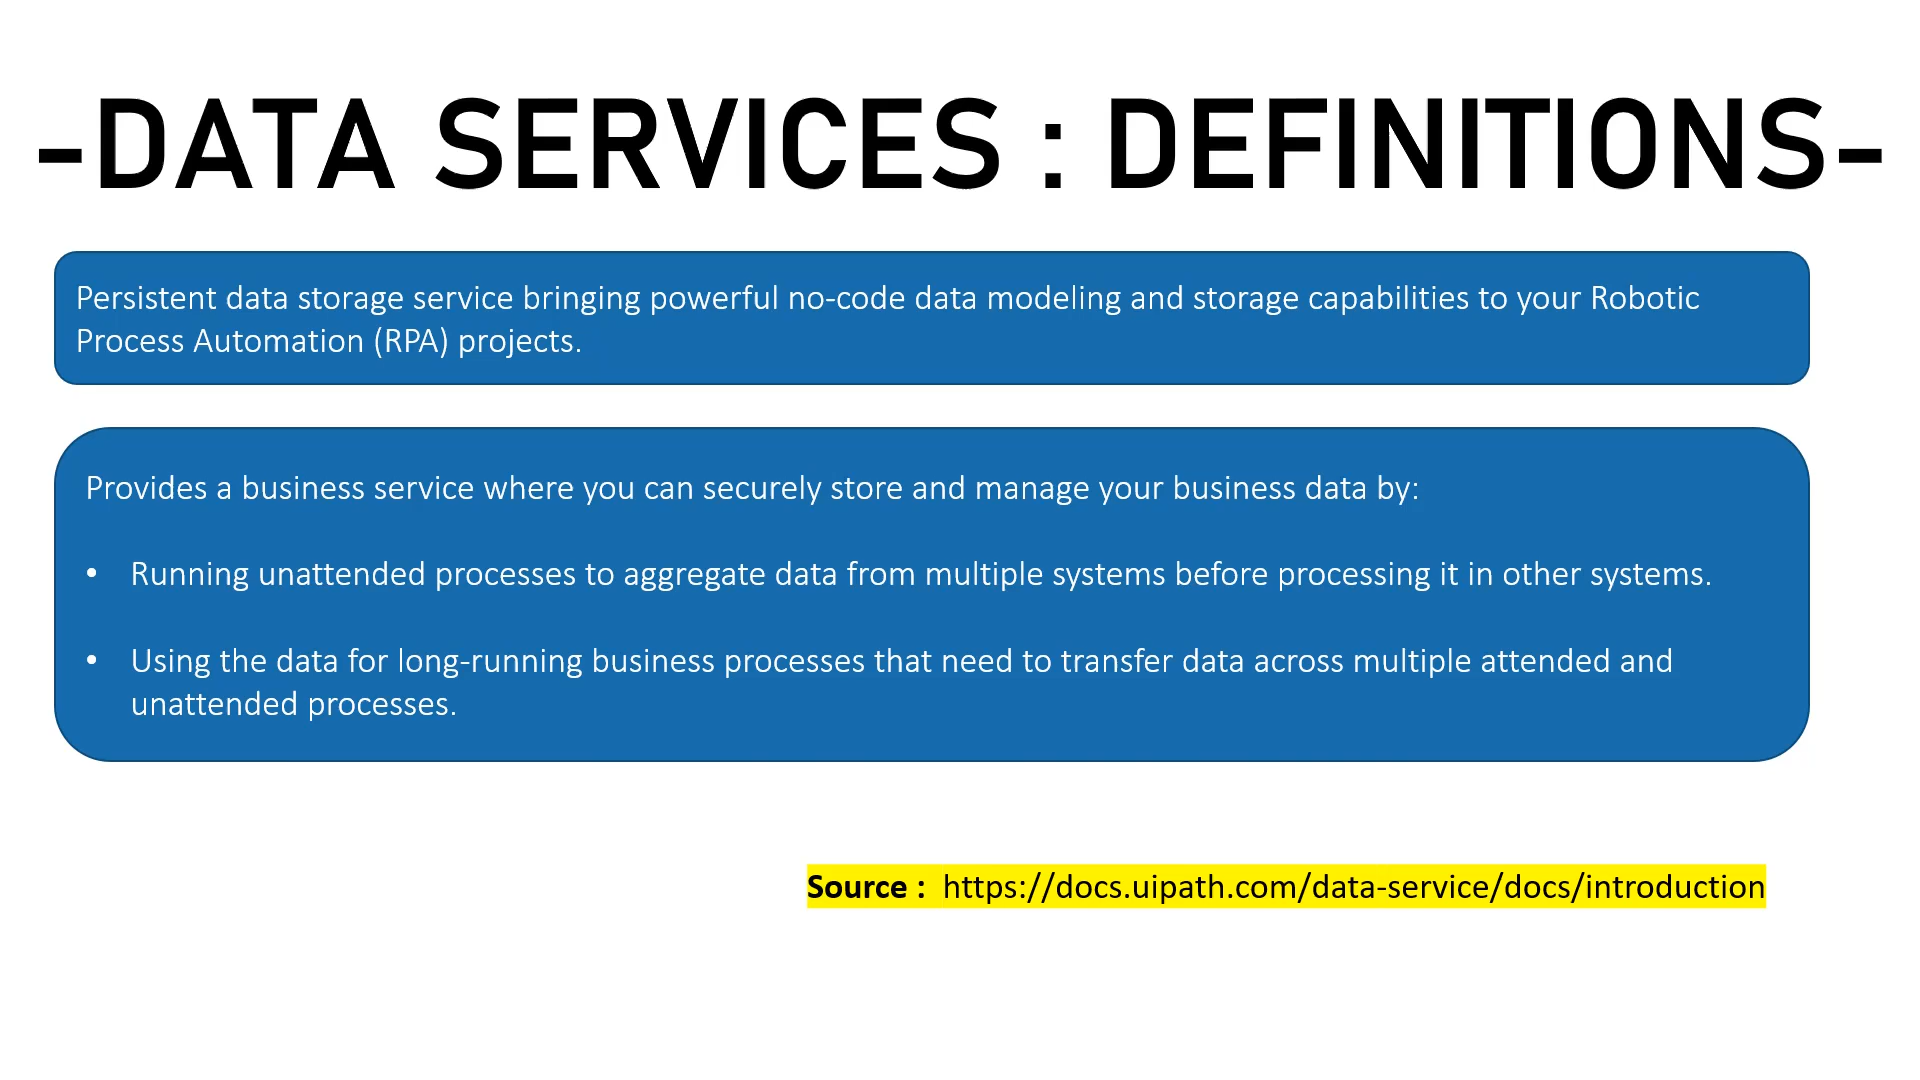 -DATA SERVICES : DEFINITIONS-
Persistent data storage service bringing powerful no-code data modeling and storage capabilities to your Robotic
Process Automation (RPA) projects.
Provides a business service where you can securely store and manage your business data by:
• Running unattended processes to aggregate data from multiple systems before processing it in other systems.
• Using the data for long-running business processes that need to transfer data across multiple attended and
unattended processes.
Source : https://docs.uipath.com/data-service/docs/introduction